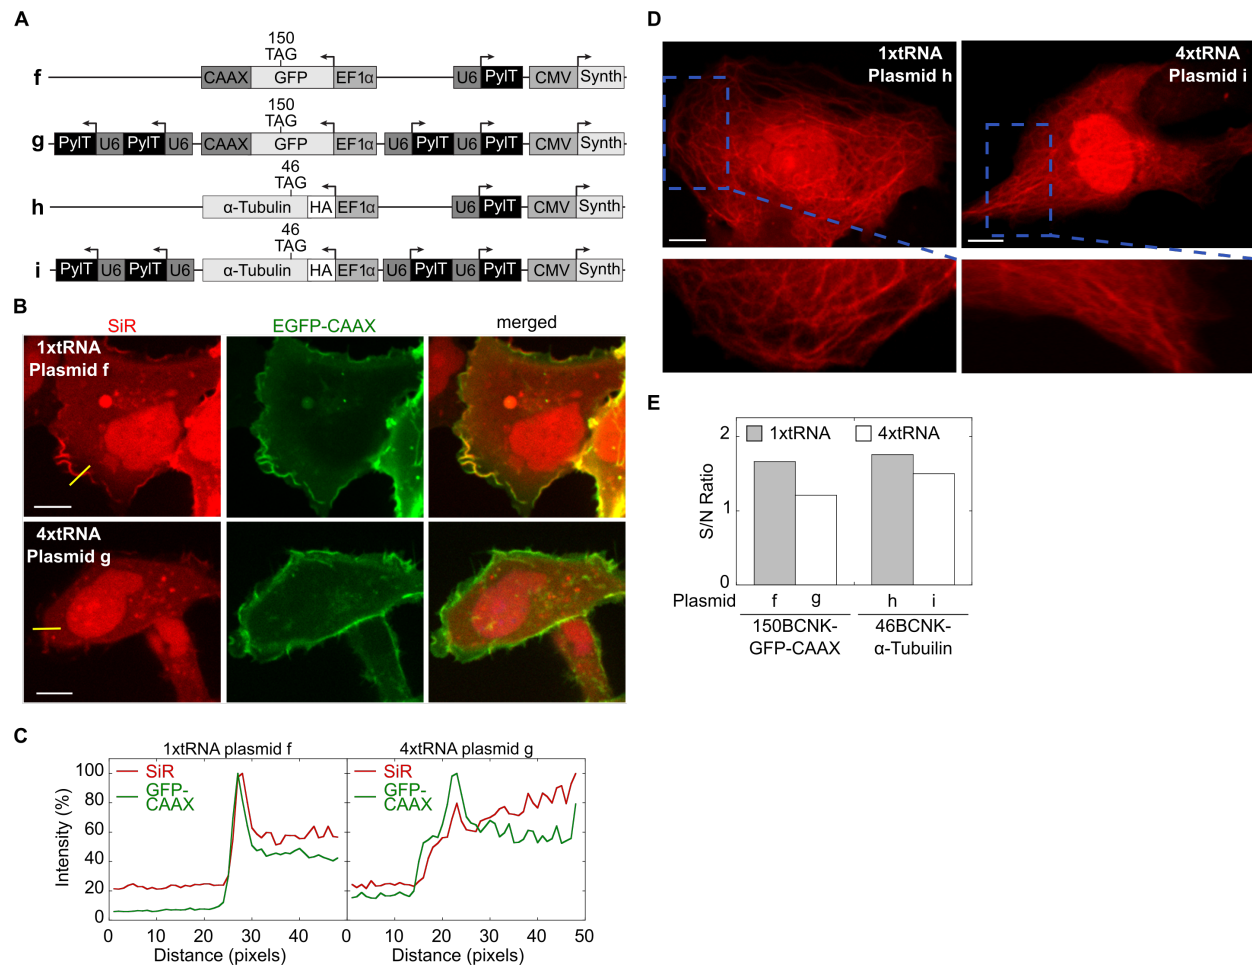 A
150
TAG
f CAAX GFP EF1α U6 PylT CMV Synth
150
TAG
g PylT U6 PylT U6 CAAX GFP EF1α U6 PylT U6 PylT CMV Synth
46
TAG
h α-Tubulin HA EF1α U6 PylT CMV Synth
46
TAG
i PylT U6 PylT U6 α-Tubulin HA EF1α U6 PylT U6 PylT CMV Synth
B
SiR EGFP-CAAX merged
1xtRNA
Plasmid f
4xtRNA
Plasmid g
C
1xtRNA plasmid f 4xtRNA plasmid g
Intensity (%)
100
80
60
40
20
0
SiR
GFP-
CAAX
SiR
GFP-
CAAX
0 10 20 30 40 0 10 20 30 40 50
Distance (pixels) Distance (pixels)
D
1xtRNA
Plasmid h
4xtRNA
Plasmid i
E
1xtRNA 4xtRNA
S/N Ratio
2
1
0
Plasmid f g h i
150BCNK-
GFP-CAAX
46BCNK-
α-Tubuilin